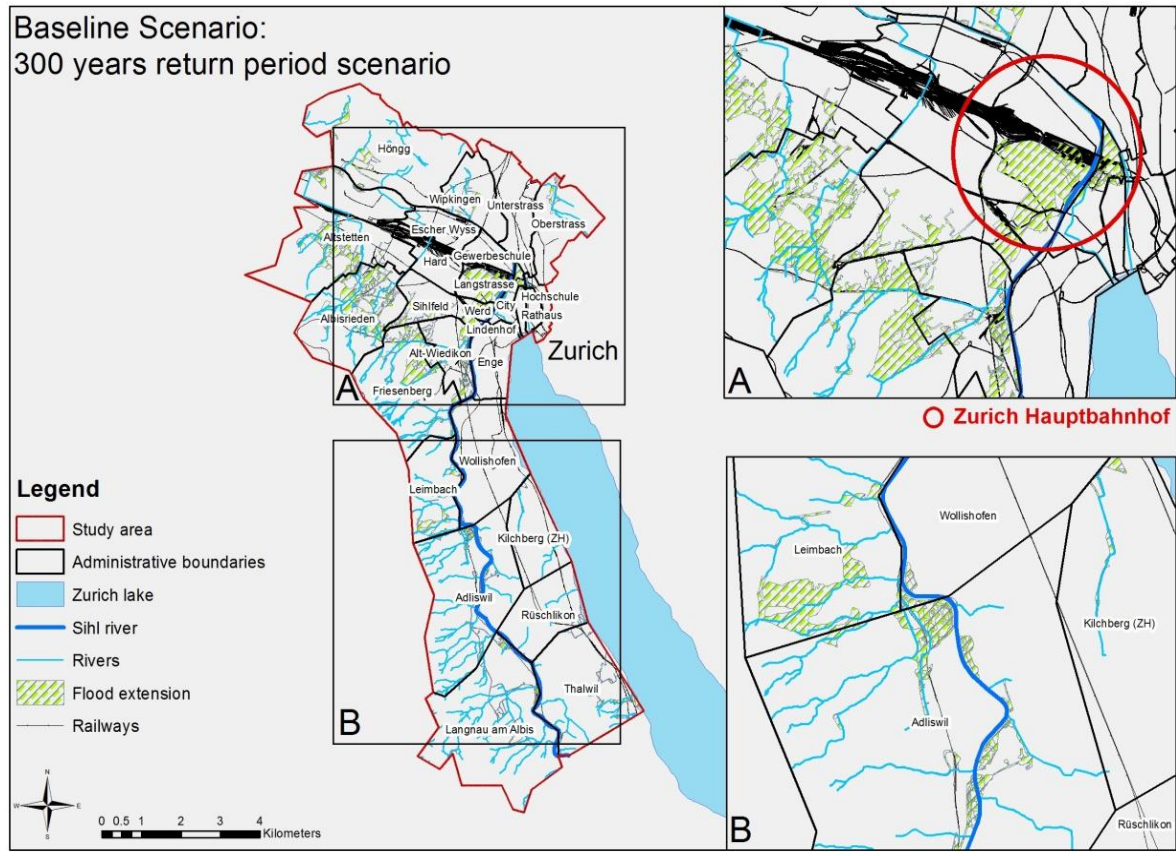 Baseline Scenario:
300 years return period scenario
Höngg
Wipkingen
Unterstrass
Oberstrass
Escher Wyss
Altstetten
Hard
Gewerbeschule
Langstrasse
Hochschule
Sihlfeld
Werd
City
Rathaus
Albisrieden
Lindenhof
Zurich
Alt-Wiedikon
Enge
Friesenberg
A
Wollishofen
Leimbach
Kilchberg (ZH)
Adliswil
Rüschlikon
Thalwil
Langnau am Albis
B
Legend
Study area
Administrative boundaries
Zurich lake
Sihl river
Rivers
Flood extension
Railways
N
W
E
S
0 0.5 1 2 3 4
Kilometers
A
Zurich Hauptbahnhof
Wollishofen
Leimbach
Kilchberg (ZH)
Adliswil
Rüschlikon
B